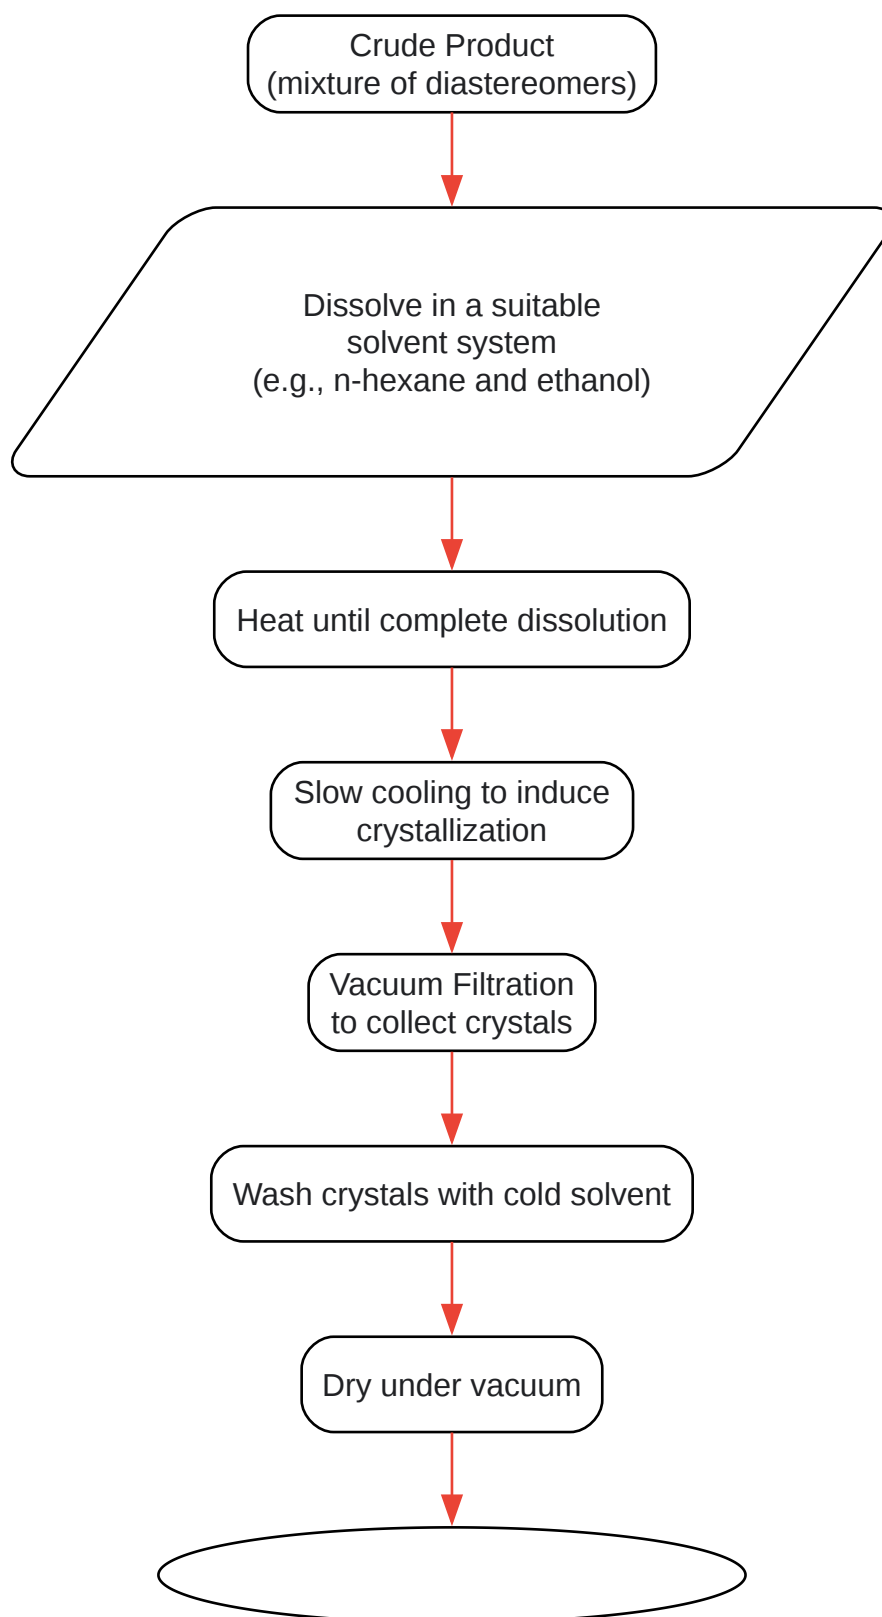 Crude Product
(mixture of diastereomers)
Dissolve in a suitable
solvent system
(e.g., n-hexane and ethanol)
Heat until complete dissolution
Slow cooling to induce
crystallization
Vacuum Filtration
to collect crystals
Wash crystals with cold solvent
Dry under vacuum